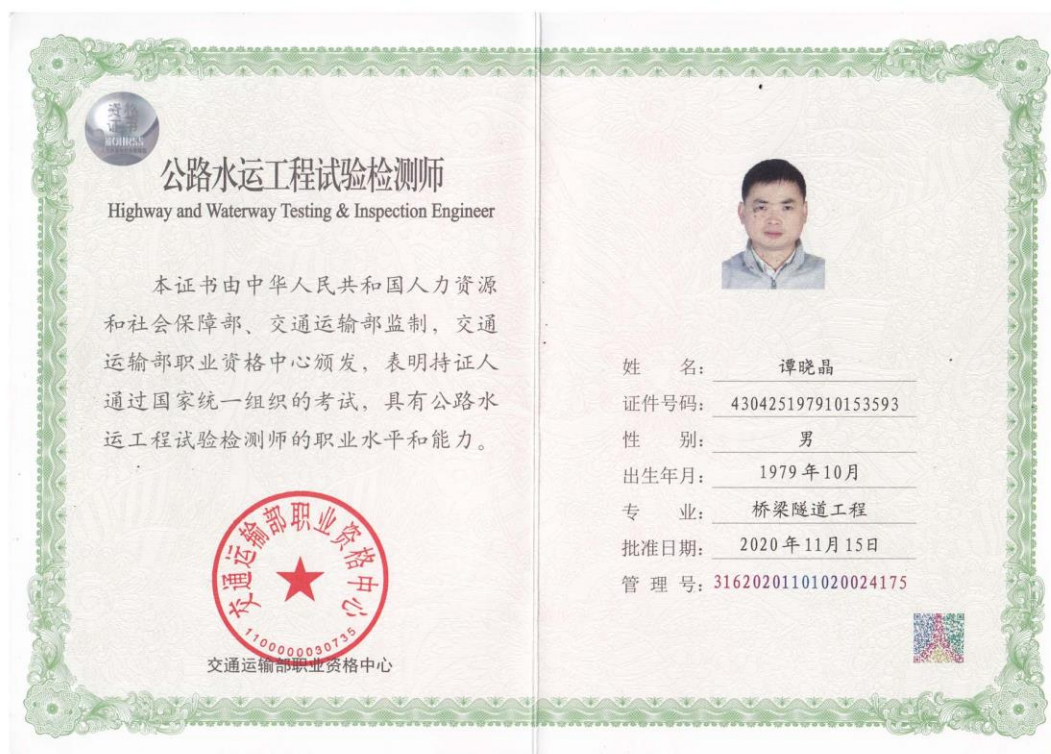 公路水运工程试验检测师
Highway and Waterway Testing & Inspection Engineer
本证书由中华人民共和国人力资源
和社会保障部、交通运输部监制，交通
运输部职业资格中心颁发，表明持证人
通过国家统一组织的考试，具有公路水
运工程试验检测师的职业水平和能力。
交通运输部职业资格中心
1100000030735
交通运输部职业资格中心
姓 名： 谭晓晶
证件号码： 430425197910153593
性 别： 男
出生年月： 1979年10月
专 业： 桥梁隧道工程
批准日期： 2020年11月15日
管 理 号： 31620201101020024175